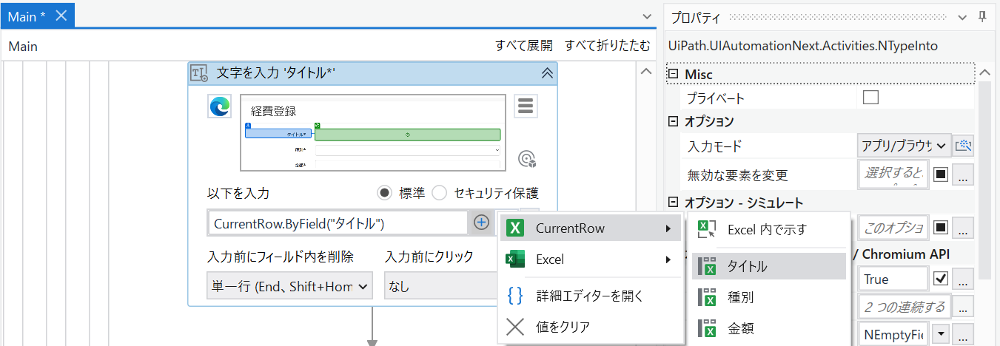 Main *
Main
すべて展開 すべて折りたたむ
文字を入力 'タイトル*'
経費登録
タイトル*
種別*
金額*
以下を入力
標準
セキュリティ保護
CurrentRow.ByField("タイトル")
入力前にフィールド内を削除
入力前にクリック
単一行 (End、Shift+Hom
なし
CurrentRow
Excel
詳細エディターを開く
値をクリア
Excel 内で示す
タイトル
種別
金額
プロパティ
UiPath.UIAutomationNext.Activities.NTypeInto
Misc
プライベート
オプション
入力モード
アプリ/ブラウサ
無効な要素を変更
選択すると、
...
オプション - シミュレート
このオプショ
...
/ Chromium API
True
...
2 つの連続する
...
NEmptyFie
...